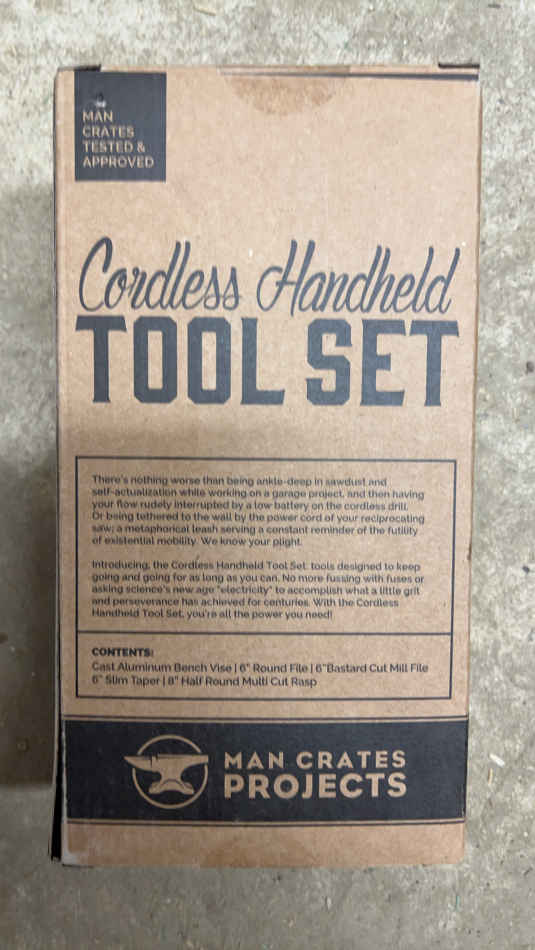 MAN
CRATES
TESTED &
APPROVED
Cordless Handheld
TOOL SET
There's nothing worse than being ankle-deep in sawdust and
self-actualization while working on a garage project, and then having
your flow rudely interrupted by a low battery on the cordless drill.
Or being tethered to the wall by the power cord of your reciprocating
saw; a metaphorical leash serving a constant reminder of the futility
of existential mobility. We know your plight.
Introducing, the Cordless Handheld Tool Set: tools designed to keep
going and going for as long as you can. No more fussing with fuses or
asking science's new age "electricity" to accomplish what a little grit
and perseverance has achieved for centuries. With the Cordless
Handheld Tool Set, you're all the power you need!
CONTENTS:
Cast Aluminum Bench Vise | 6" Round File | 6"Bastard Cut Mill File
6" Slim Taper | 8" Half Round Multi Cut Rasp
MAN CRATES
PROJECTS